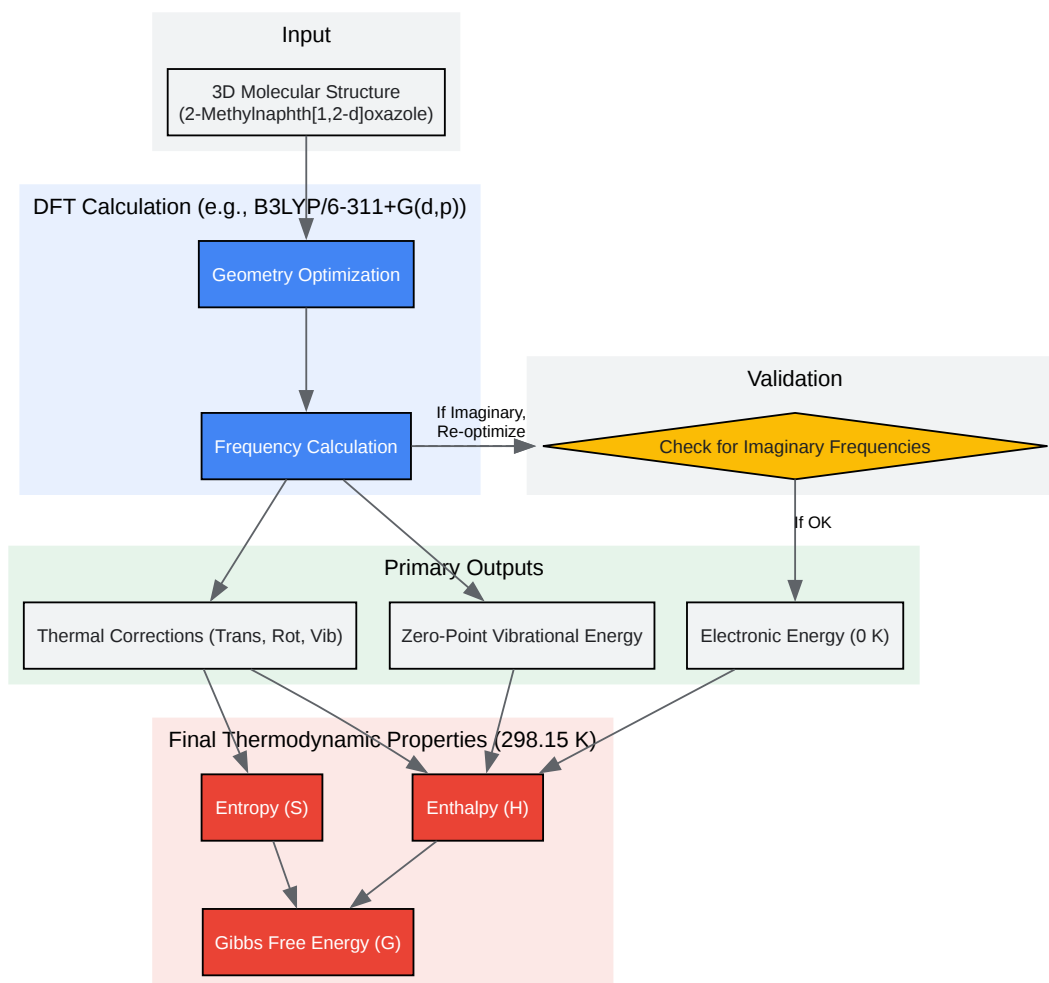 Input
3D Molecular Structure
(2-Methylnaphth[1,2-d]oxazole)
DFT Calculation (e.g., B3LYP/6-311+G(d,p))
Geometry Optimization
Frequency Calculation
If Imaginary,
Re-optimize
Validation
Check for Imaginary Frequencies
If OK
Primary Outputs
Thermal Corrections (Trans, Rot, Vib)
Zero-Point Vibrational Energy
Electronic Energy (0 K)
Final Thermodynamic Properties (298.15 K)
Entropy (S)
Enthalpy (H)
Gibbs Free Energy (G)